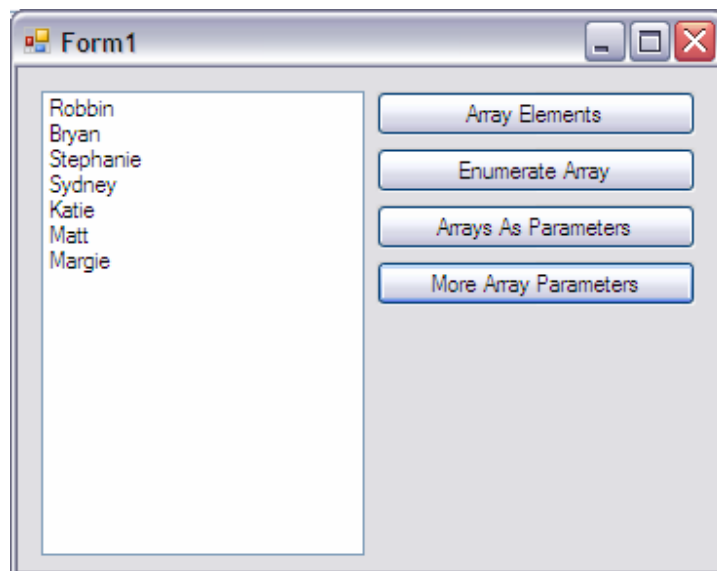 Form1
Robbin
Bryan
Stephanie
Sydney
Katie
Matt
Margie
Array Elements
Enumerate Array
Arrays As Parameters
More Array Parameters